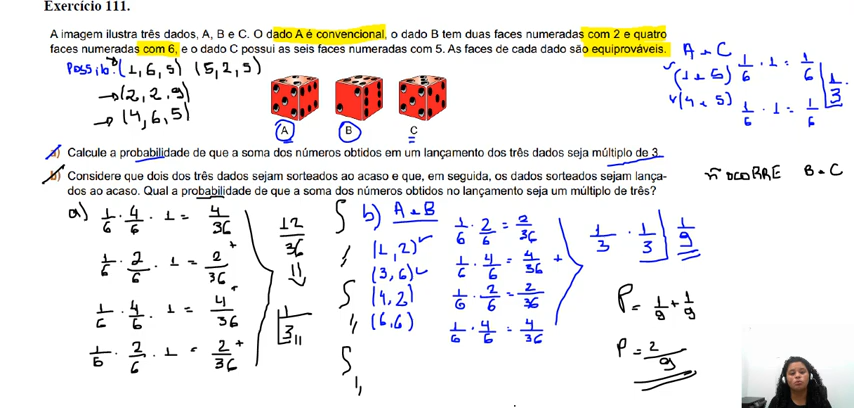 Exercício 111.
A imagem ilustra três dados, A, B e C. O dado A é convencional, o dado B tem duas faces numeradas com 2 e quatro
faces numeradas com 6, e o dado C possui as seis faces numeradas com 5. As faces de cada dado são equiprováveis.
Possib: (1, 6, 5) (5, 2, 5)
→ (2, 2, 9)
→ (4, 6, 5)
A + C
(1 + 5) 1/6 · 1 = 1/6
(4 + 5) 1/6 · 1 = 1/6
1/3
A B C
a) Calcule a probabilidade de que a soma dos números obtidos em um lançamento dos três dados seja múltiplo de 3.
b) Considere que dois dos três dados sejam sorteados ao acaso e que, em seguida, os dados sorteados sejam lança-
dos ao acaso. Qual a probabilidade de que a soma dos números obtidos no lançamento seja um múltiplo de três?
ñ OCORRE B + C
a) 1/6 · 4/6 · 1 = 4/36 +
1/6 · 2/6 · 1 = 2/36
1/6 · 4/6 · 1 = 4/36 +
1/6 · 2/6 · 1 = 2/36
12/36
=
1/3 //
b) A + B
(1, 2) 1/6 · 2/6 = 2/36
(3, 6) 1/6 · 4/6 = 4/36 +
(4, 2) 1/6 · 2/6 = 2/36
(6, 6) 1/6 · 4/6 = 4/36
1/3 · 1/3 1/9
P = 1/9 + 1/9
P = 2/9